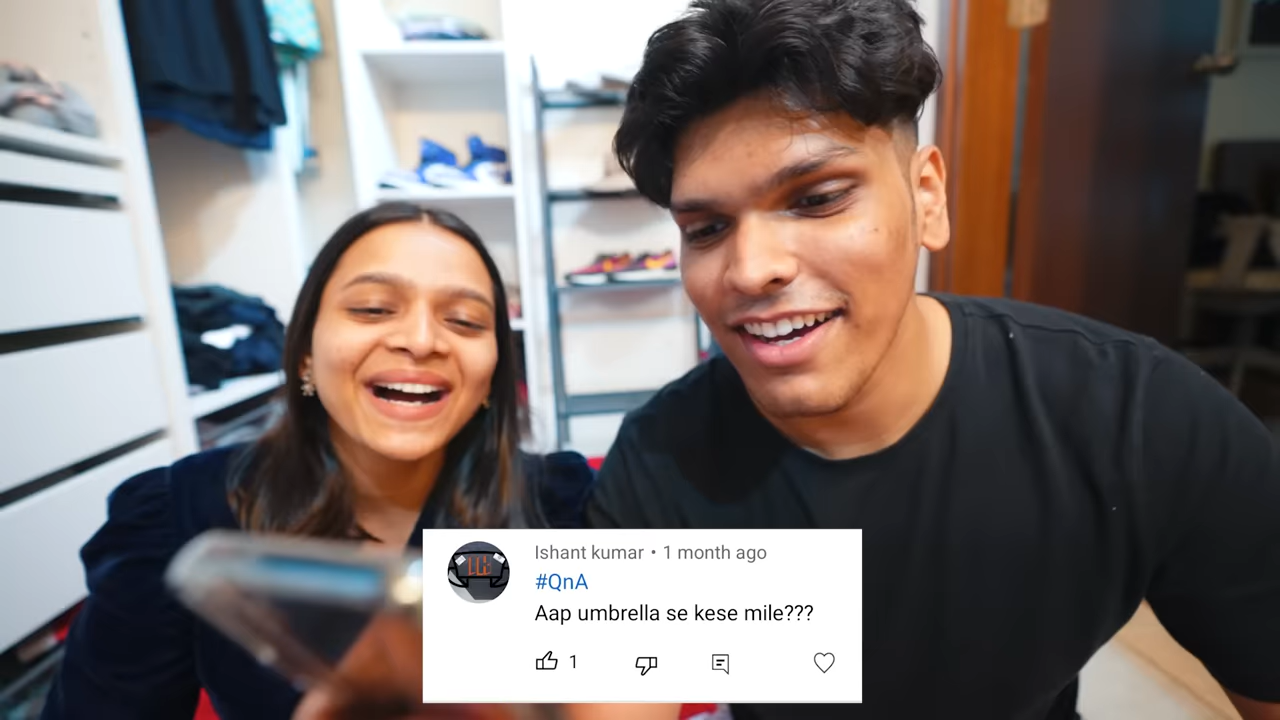 Ishant kumar • 1 month ago
#QnA
Aap umbrella se kese mile???
1